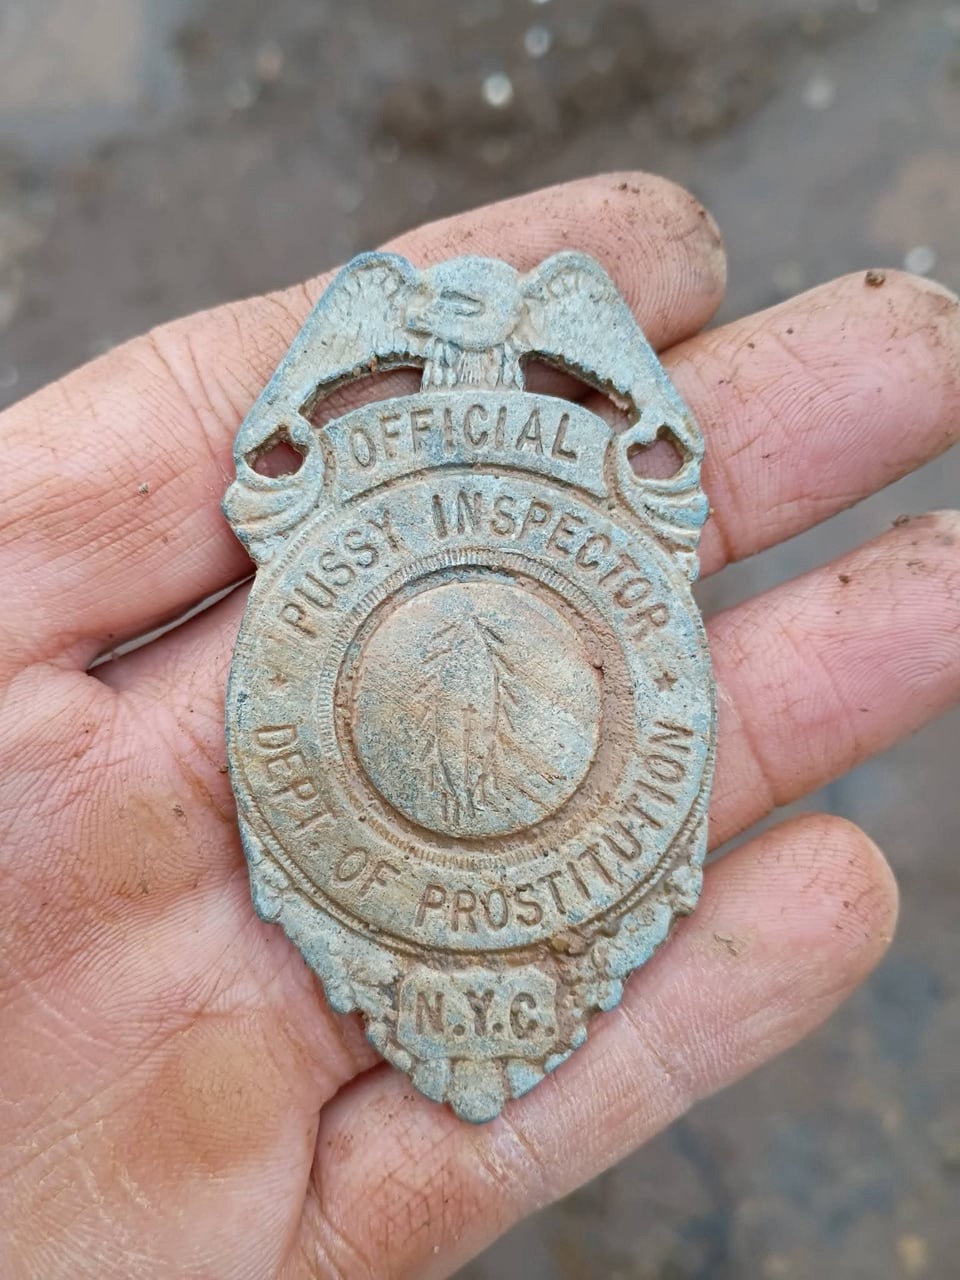 OFFICIAL
PUSSY INSPECTOR
DEPT. OF PROSTITUTION
N.Y.C.